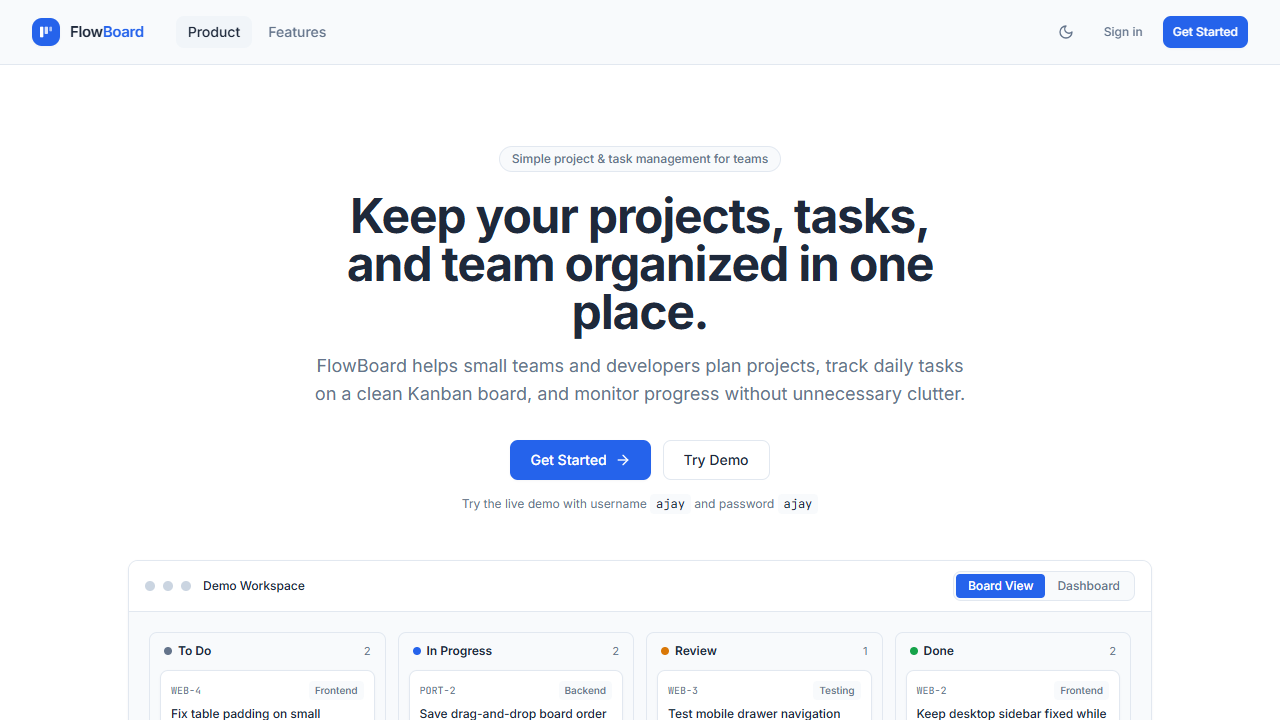 FlowBoard
Product
Features
Sign in
Get Started
Simple project & task management for teams
Keep your projects, tasks,
and team organized in one
place.
FlowBoard helps small teams and developers plan projects, track daily tasks
on a clean Kanban board, and monitor progress without unnecessary clutter.
Get Started →
Try Demo
Try the live demo with username ajay and password ajay
Demo Workspace
Board View
Dashboard
To Do 2
WEB-4 Frontend
Fix table padding on small
In Progress 2
PORT-2 Backend
Save drag-and-drop board order
Review 1
WEB-3 Testing
Test mobile drawer navigation
Done 2
WEB-2 Frontend
Keep desktop sidebar fixed while